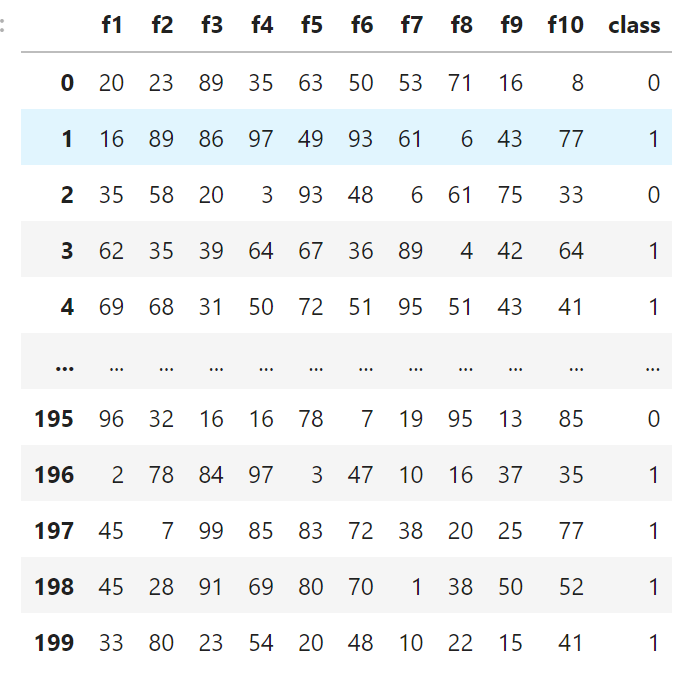 f1 f2 f3 f4 f5 f6 f7 f8 f9 f10 class
0 20 23 89 35 63 50 53 71 16 8 0
1 16 89 86 97 49 93 61 6 43 77 1
2 35 58 20 3 93 48 6 61 75 33 0
3 62 35 39 64 67 36 89 4 42 64 1
4 69 68 31 50 72 51 95 51 43 41 1
... ... ... ... ... ... ... ... ... ... ... ...
195 96 32 16 16 78 7 19 95 13 85 0
196 2 78 84 97 3 47 10 16 37 35 1
197 45 7 99 85 83 72 38 20 25 77 1
198 45 28 91 69 80 70 1 38 50 52 1
199 33 80 23 54 20 48 10 22 15 41 1